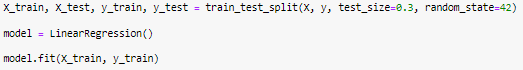 X_train, X_test, y_train, y_test = train_test_split(X, y, test_size=0.3, random_state=42)
model = LinearRegression()
model.fit(X_train, y_train)